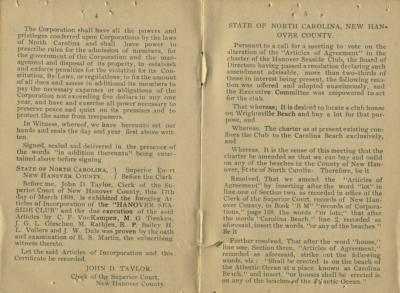 4
The Corporation shall have all the powers and
privileges conferred upon Corporations by the laws
of North Carolina and shall have power to
prescribe rules for the admission of members, for
the government of the Corporation and the man-
agement and disposal of its property, to establish
and enforce penalties for the violation of its Consti-
tution, By-Laws, or regulations; to fix the amount
of all dues and assess to additional its members to
pay the necessary expenses or obligations of the
Corporation not exceeding five dollars in any one
year, and have and exercise all power necessary to
preserve peace and quiet on its premises and to
protect the same from trespassers.
In Witness, whereof, we have hereunto set our
hands and seals the day and year first above writ-
ten.
Signed, sealed and delivered in the presence of
the words "in addition thereunto" being enter-
tained above before signing
STATE OF NORTH CAROLINA, } Superior Court
NEW HANOVER COUNTY. } Before the Clerk.
Before me, John D. Taylor, Clerk of the Su-
perior Court of New Hanover County, this 17th
day of March 1898, is exhibited the foregoing Ar-
ticles of Incorporation of the "HANOVER SEA-
SIDE CLUB" and the due execution of the said
Articles by C. F. VonKampen, M. G. Tienken,
J. G. L. Gieschen, M. Rathjen, E. P. Bailey H.
L. Vollers and J. W. Duls was proven by the oath
and examination of E. S. Martin, the subscribing
witness thereto.
Let the said Articles of Incorporation and this
Certificate be recorded.
JOHN D. TAYLOR.
Clerk of the Superior Court,
New Hanover County.
5
STATE OF NORTH CAROLINA, NEW HAN-
OVER COUNTY.
Pursuant to a call for a meeting to vote on the
alteration of the "Articles of Agreement" in the
charter of the Hanover Seaside Club, the Board of
Directors having passed a resolution declaring such
amendment advisable, more than two-thirds of
those in interest being present, the following reso-
lution was offered and adopted unanimously, and
the Executive Committee was empowered to act
for the club.
That whereas; It is desired to locate a club house
on Wrightsville Beach and buy a lot for that pur-
pose, and
Whereas, The charter as at present existing con-
fines the Club to the Carolina Beach exclusively,
and
Whereas, It is the sense of this meeting that the
charter be amended so that we can buy and build
on any of the beaches in the County of New Han-
over, State of North Carolina. Therefore, be it
Resolved, That we amend the "Articles of
Agreement" by inserting after the word "lot" in
line one of Section two, as recorded in office of the
Clerk of the Superior Court, records of New Hanover
County, in Book "R M" "Records of Corpora-
tions," page 108 the words "or lots," that after
the words "Carolina Beach," line 2, recorded as
aforesaid, insert the words, "or any of the beaches."
Be it
Further resolved, That after the word "house,"
line one, Section three, "Articles of Agreement,"
recorded as aforesaid, strike out the following
words, viz: "Shall be erected is on the beach of
the Atlantic Ocean at a place known as Carolina
Beach," and insert, "or houses shall be erected is
on any of the beaches of the Atlantic Ocean."